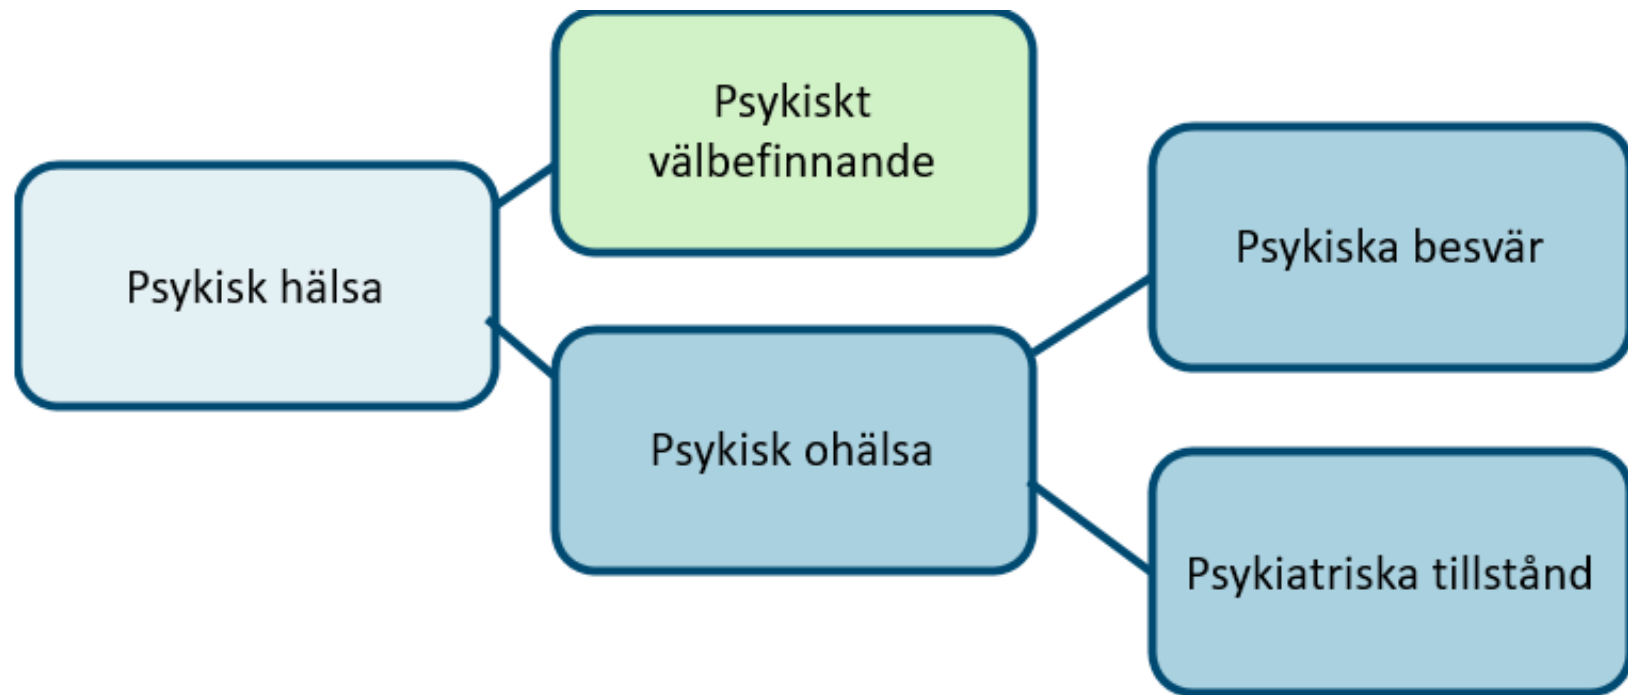 Psykisk hälsa
Psykiskt
välbefinnande
Psykisk ohälsa
Psykiska besvär
Psykiatriska tillstånd